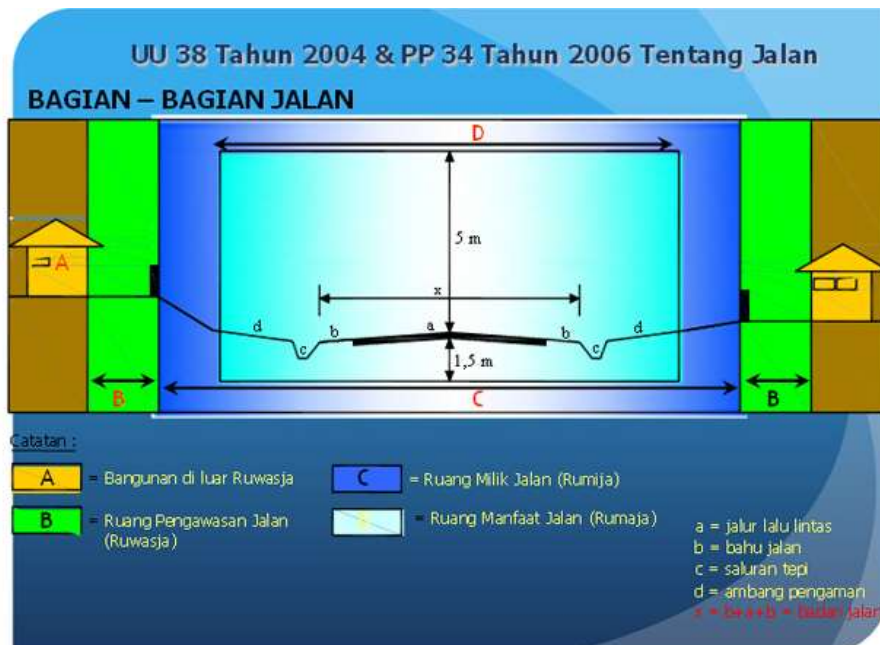 UU 38 Tahun 2004 & PP 34 Tahun 2006 Tentang Jalan
BAGIAN – BAGIAN JALAN
D
5 m
A
x
d b a b d
c c
1,5 m
B C B
Catatan :
A = Bangunan di luar Ruwasja
C = Ruang Milik Jalan (Rumija)
B = Ruang Pengawasan Jalan
(Ruwasja)
= Ruang Manfaat Jalan (Rumaja)
a = jalur lalu lintas
b = bahu jalan
c = saluran tepi
d = ambang pengaman
x = b+a+b = Badan jalan